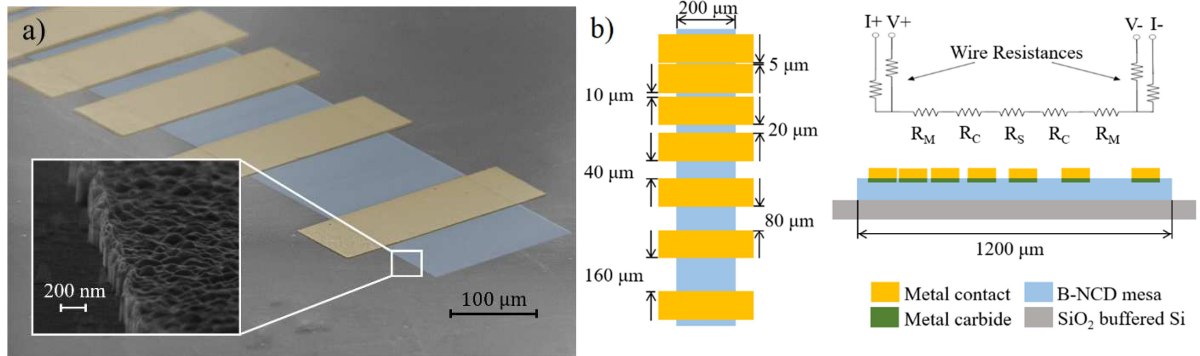 a)
200 nm
100 μm
b)
200 μm
5 μm
10 μm
20 μm
40 μm
80 μm
160 μm
I+ V+
V- I-
Wire Resistances
R_M R_C R_S R_C R_M
1200 μm
Metal contact
B-NCD mesa
Metal carbide
SiO₂ buffered Si